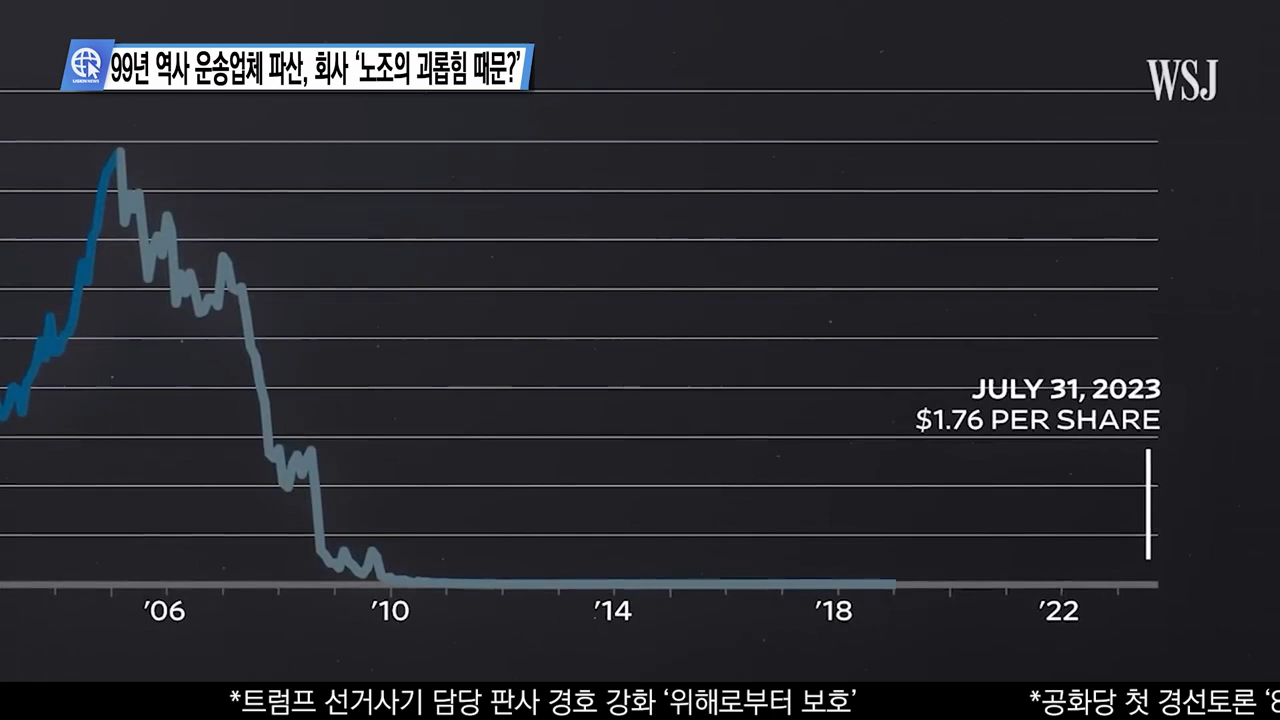 99년 역사 운송업체 파산, 회사 ‘노조의 괴롭힘 때문?’
WSJ
JULY 31, 2023
$1.76 PER SHARE
’06 ’10 ’14 ’18 ’22
*트럼프 선거사기 담당 판사 경호 강화 ‘위해로부터 보호’ *공화당 첫 경선토론